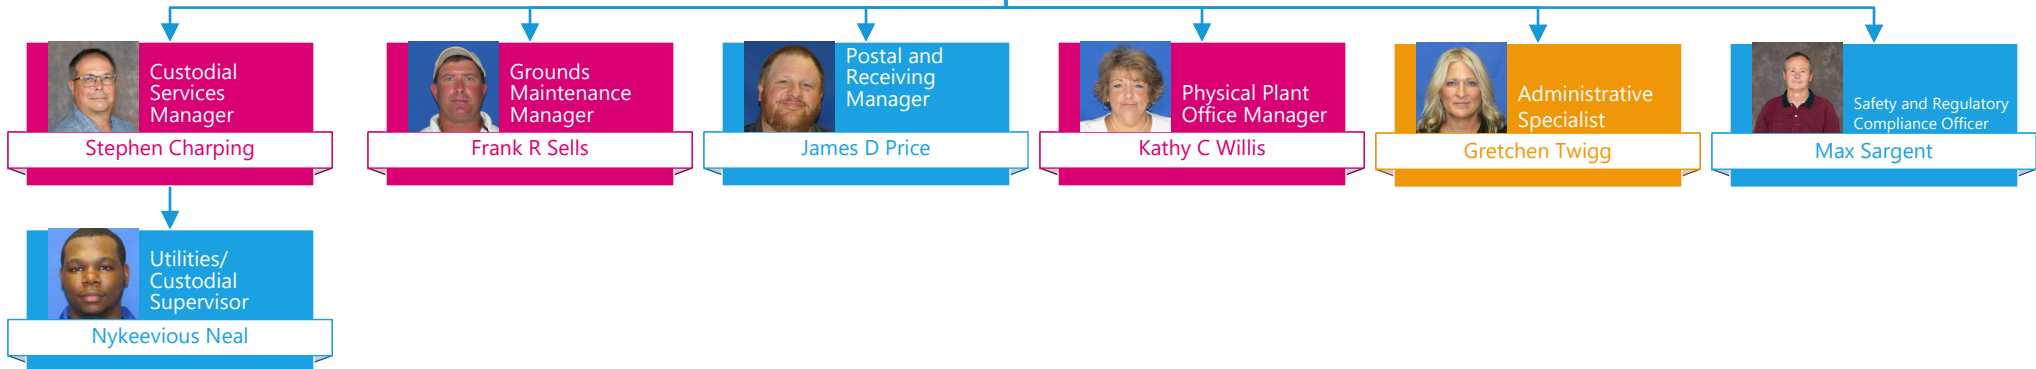 Custodial
Services
Manager
Stephen Charping
Grounds
Maintenance
Manager
Frank R Sells
Postal and
Receiving
Manager
James D Price
Physical Plant
Office Manager
Kathy C Willis
Administrative
Specialist
Gretchen Twigg
Safety and Regulatory
Compliance Officer
Max Sargent
Utilities/
Custodial
Supervisor
Nykeevious Neal